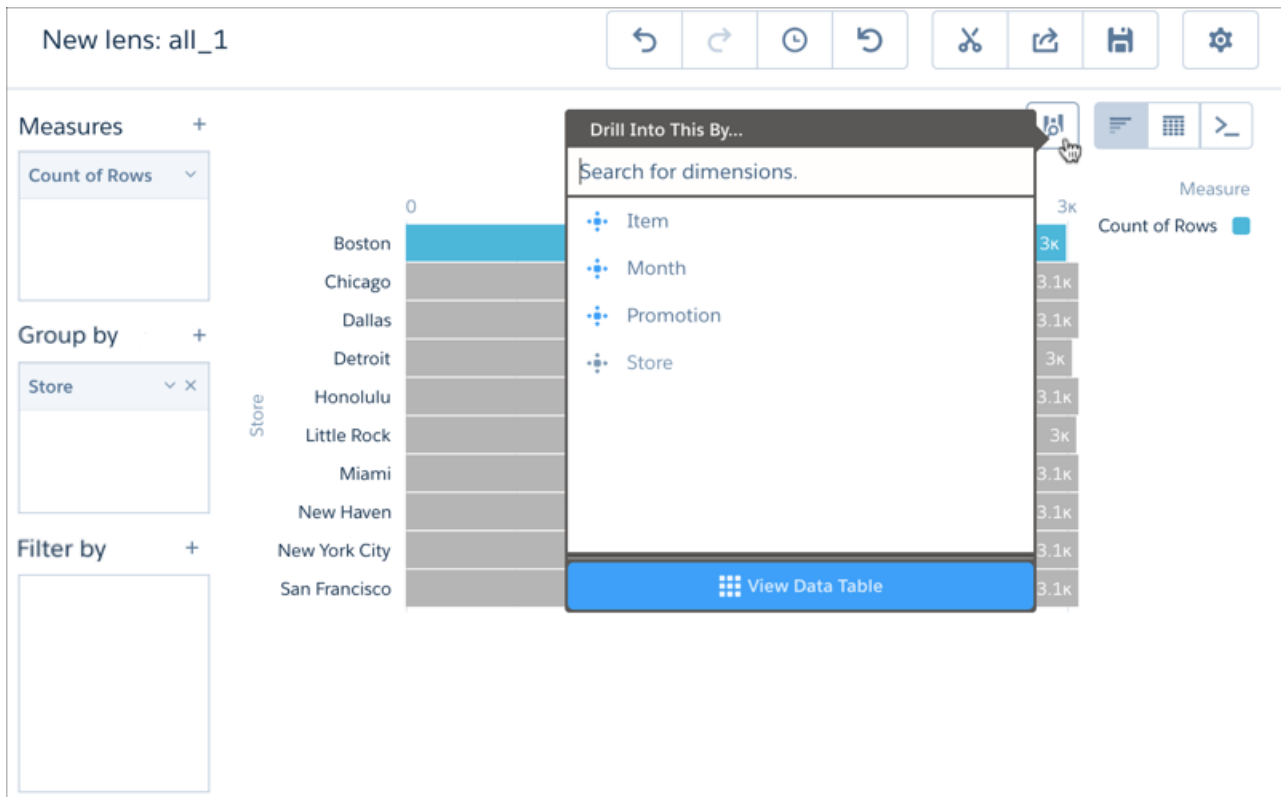 New lens: all_1
Measures +
Count of Rows
Group by +
Store
Filter by +
Drill Into This By...
Search for dimensions.
Item
Month
Promotion
Store
View Data Table
Measure
Count of Rows
0 3K
Store
Boston 3K
Chicago 3.1K
Dallas 3.1K
Detroit 3K
Honolulu 3.1K
Little Rock 3K
Miami 3.1K
New Haven 3.1K
New York City 3.1K
San Francisco 3.1K